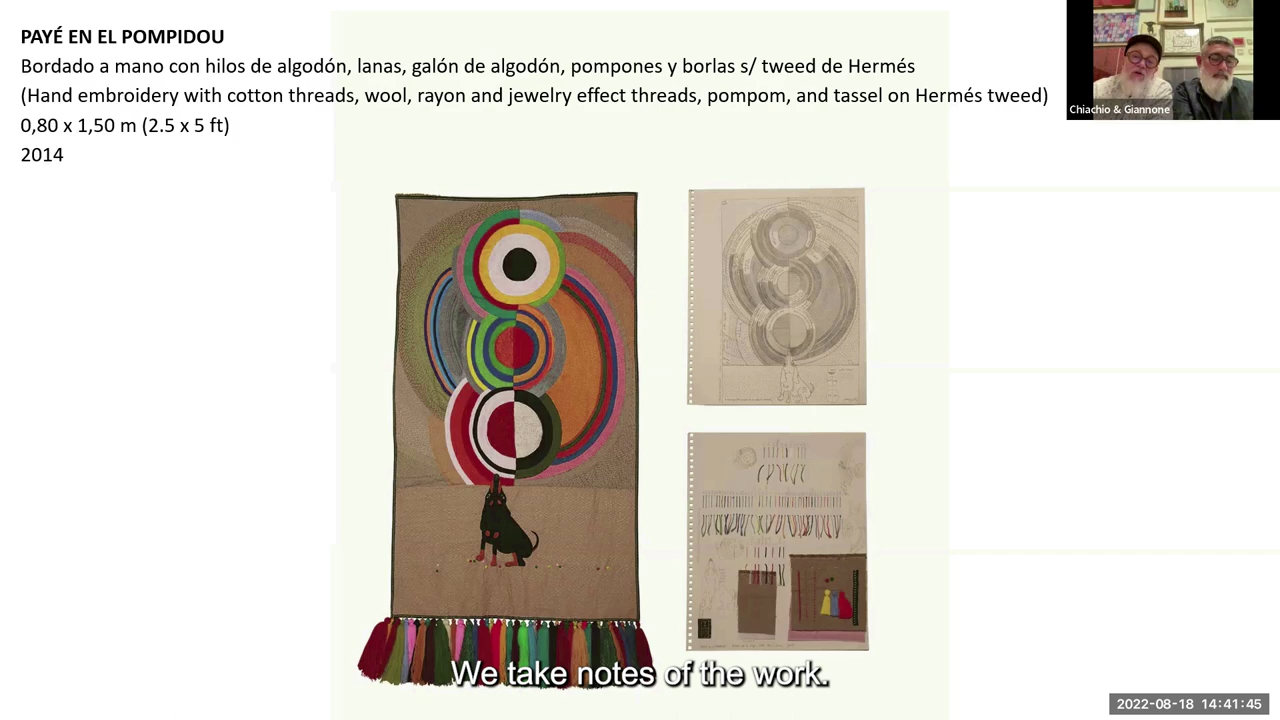 PAYÉ EN EL POMPIDOU
Bordado a mano con hilos de algodón, lanas, galón de algodón, pompones y borlas s/ tweed de Hermés
(Hand embroidery with cotton threads, wool, rayon and jewelry effect threads, pompom, and tassel on Hermés tweed)
0,80 x 1,50 m (2.5 x 5 ft)
2014
Chiachio & Giannone
We take notes of the work.
2022-08-18 14:41:45